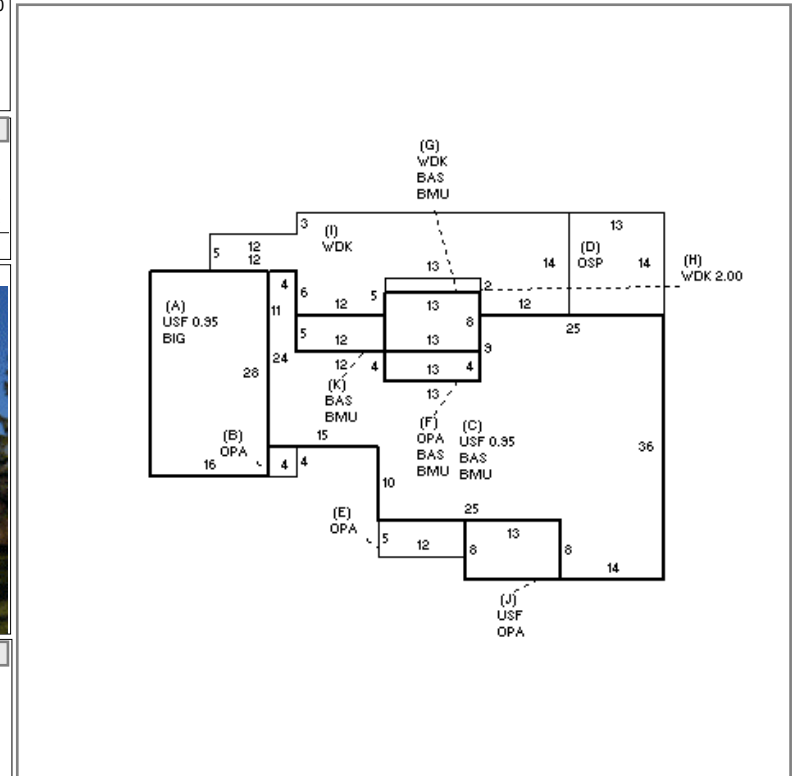 (G)
WDK
BAS
BMU
3
(I)
WDK
13
(D)
OSP
14
14
(H)
WDK 2.00
5
12
12
13
2
4
6
5
12
13
12
25
(A)
USF 0.95
BIG
11
8
5
12
13
9
24
12
4
13
4
28
13
(K)
BAS
BMU
(F)
OPA
BAS
BMU
(C)
USF 0.95
BAS
BMU
36
15
(B)
OPA
16
4
4
10
25
(E)
OPA
5
12
13
8
8
14
(J)
USF
OPA